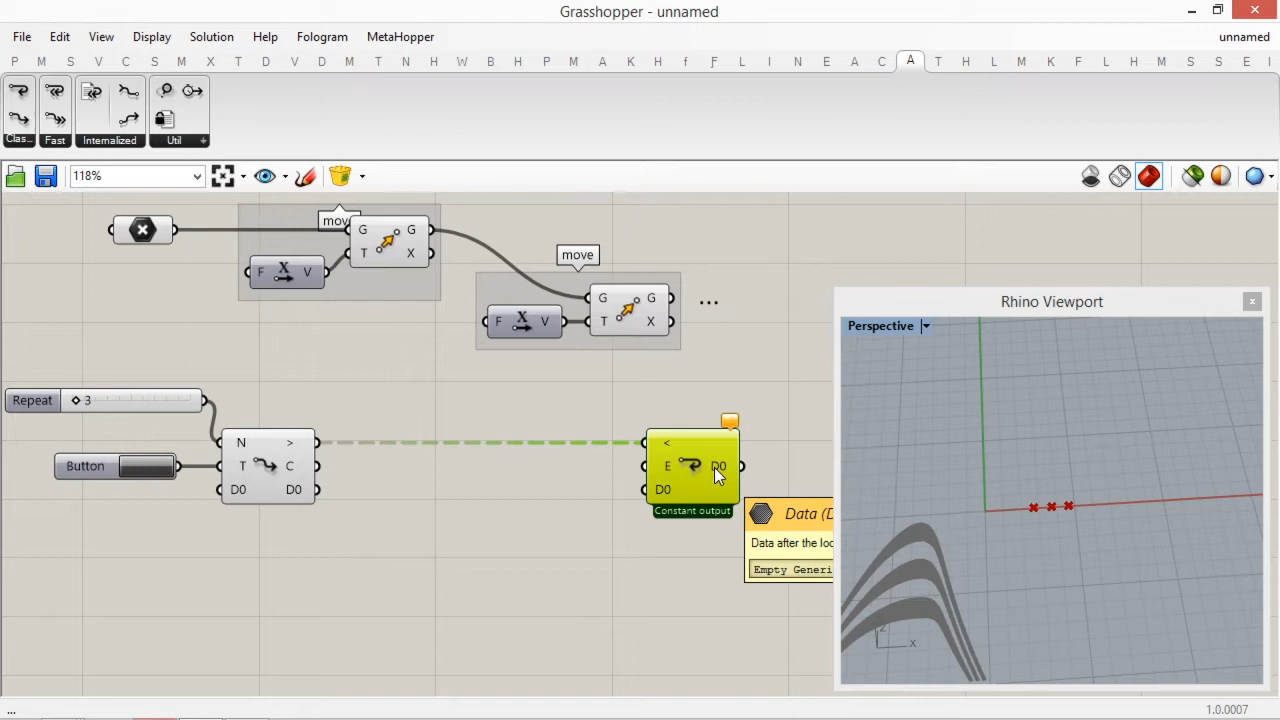 Grasshopper - unnamed
File Edit View Display Solution Help Fologram MetaHopper unnamed
P M S V C S M X T D V D M T N H W B H P M A K H f F L I N E A C A T H L M K F L D M S S E I
Clas... Fast Internalized Util
118%
move
G G
T X
F X V
move
G G
T X
F X V
...
Rhino Viewport
Perspective
Repeat 3
N >
T C
D0 D0
Button
<
E D0
D0
Constant output
Data (D
Data after the loo
Empty Generi
z
x
...
1.0.0007